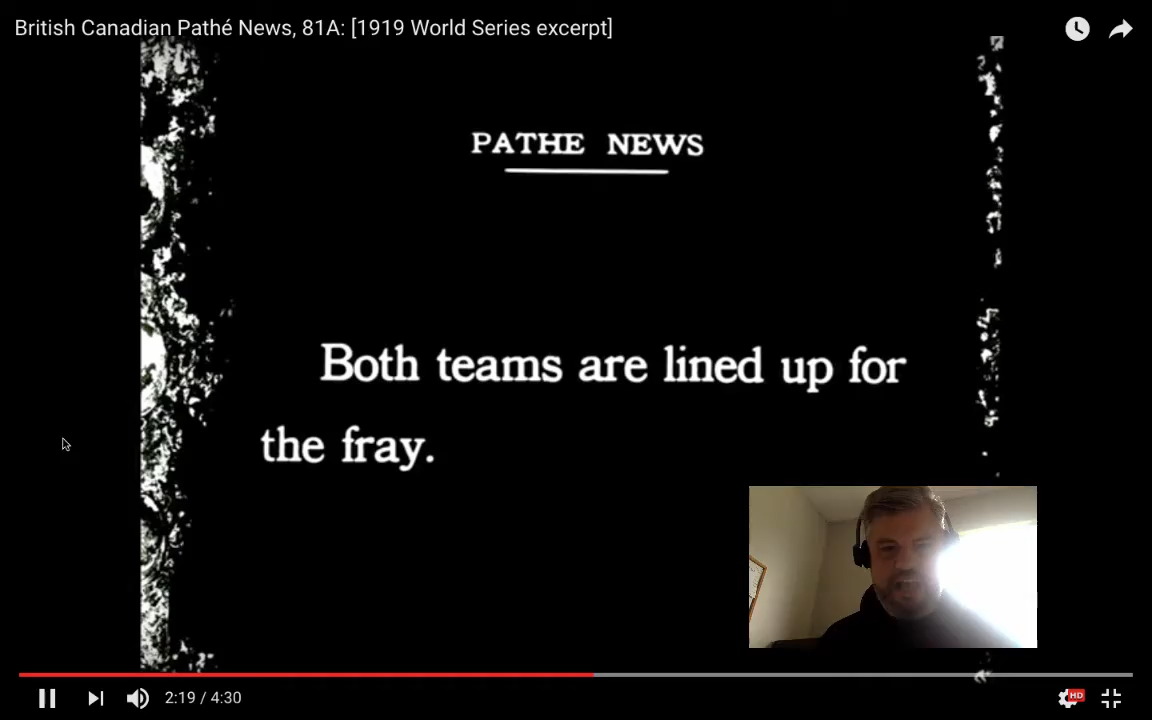 British Canadian Pathé News, 81A: [1919 World Series excerpt]
PATHE NEWS
Both teams are lined up for
the fray.
2:19 / 4:30
HD